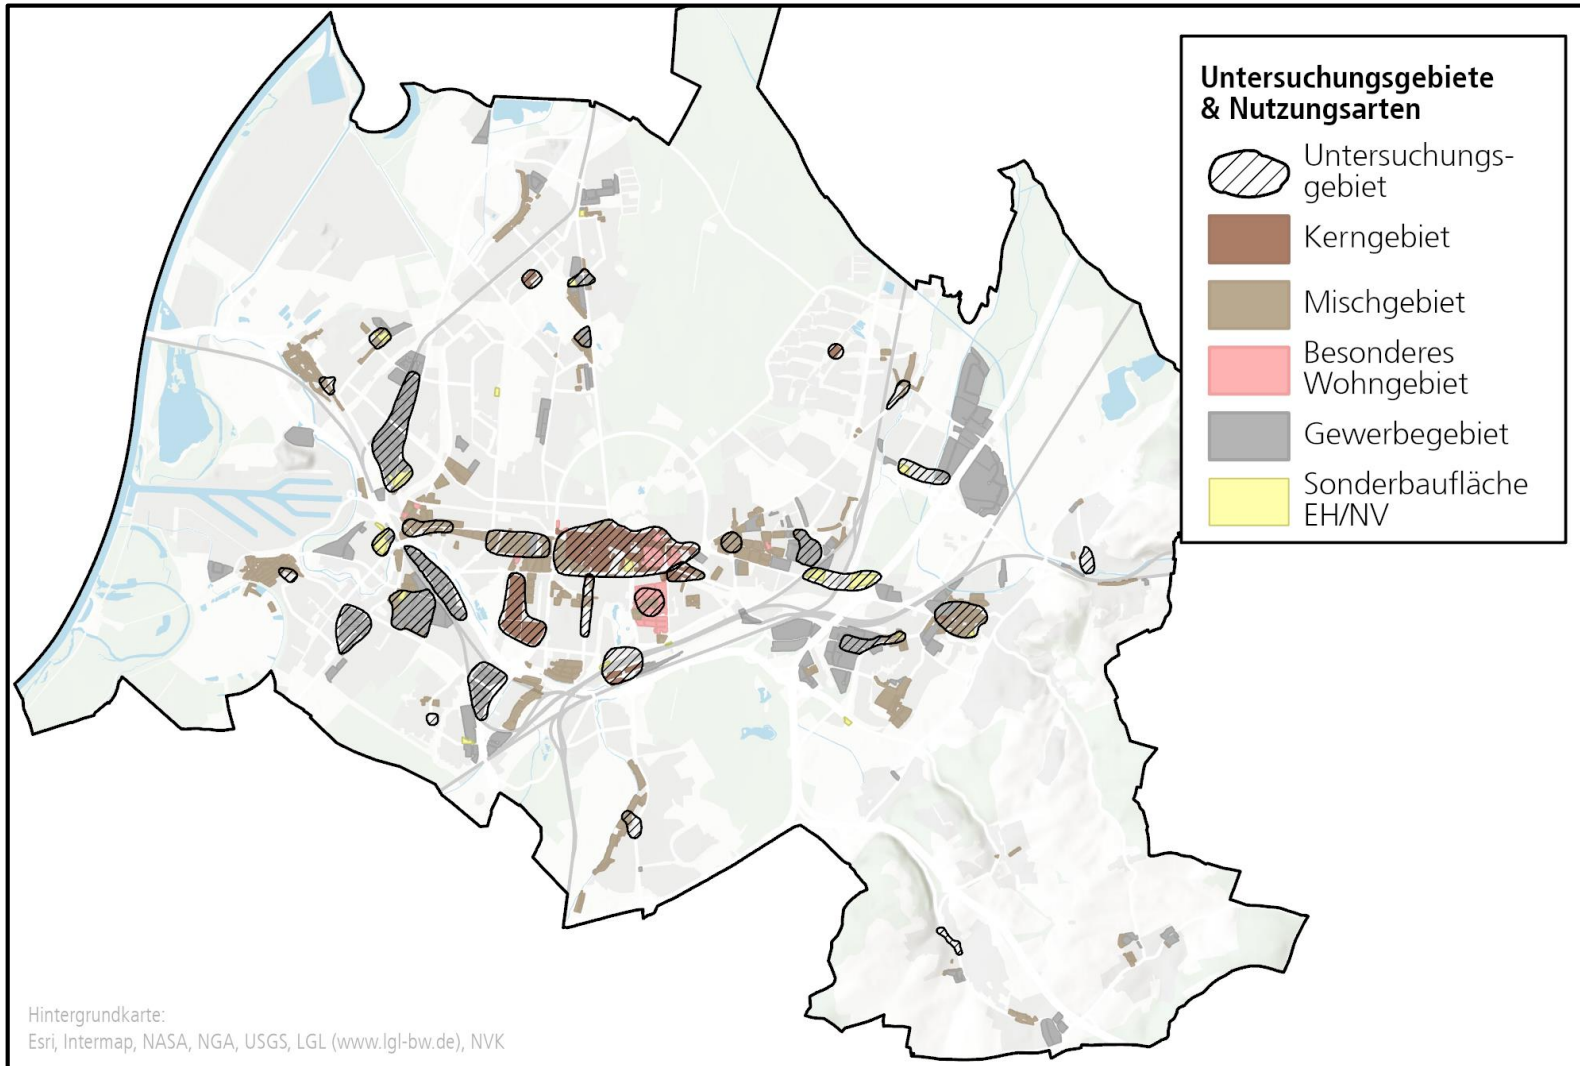 Untersuchungsgebiete
& Nutzungsarten
Untersuchungs-
gebiet
Kerngebiet
Mischgebiet
Besonderes
Wohngebiet
Gewerbegebiet
Sonderbaufläche
EH/NV
Hintergrundkarte:
Esri, Intermap, NASA, NGA, USGS, LGL (www.lgl-bw.de), NVK